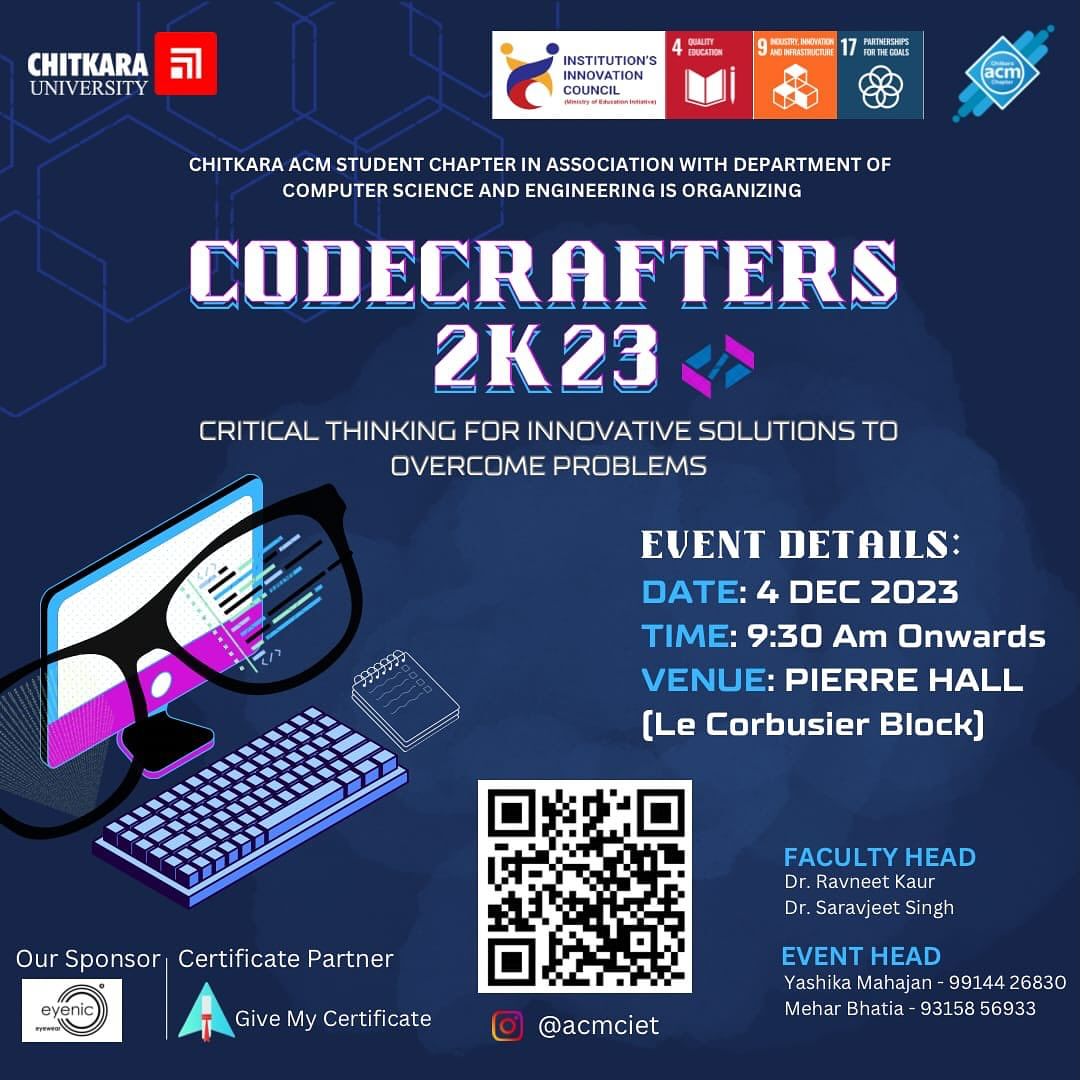 CHITKARA
UNIVERSITY
INSTITUTION'S
INNOVATION
COUNCIL
(Ministry of Education Initiative)
4 QUALITY
EDUCATION
9 INDUSTRY, INNOVATION
AND INFRASTRUCTURE
17 PARTNERSHIPS
FOR THE GOALS
Chitkara
acm
Chapter
CHITKARA ACM STUDENT CHAPTER IN ASSOCIATION WITH DEPARTMENT OF
COMPUTER SCIENCE AND ENGINEERING IS ORGANIZING
CODECRAFTERS
2K23
CRITICAL THINKING FOR INNOVATIVE SOLUTIONS TO
OVERCOME PROBLEMS
</>
</>
EVENT DETAILS:
DATE: 4 DEC 2023
TIME: 9:30 Am Onwards
VENUE: PIERRE HALL
(Le Corbusier Block)
FACULTY HEAD
Dr. Ravneet Kaur
Dr. Saravjeet Singh
EVENT HEAD
Yashika Mahajan - 99144 26830
Mehar Bhatia - 93158 56933
Our Sponsor
eyenic
eyewear
Certificate Partner
Give My Certificate
@acmciet